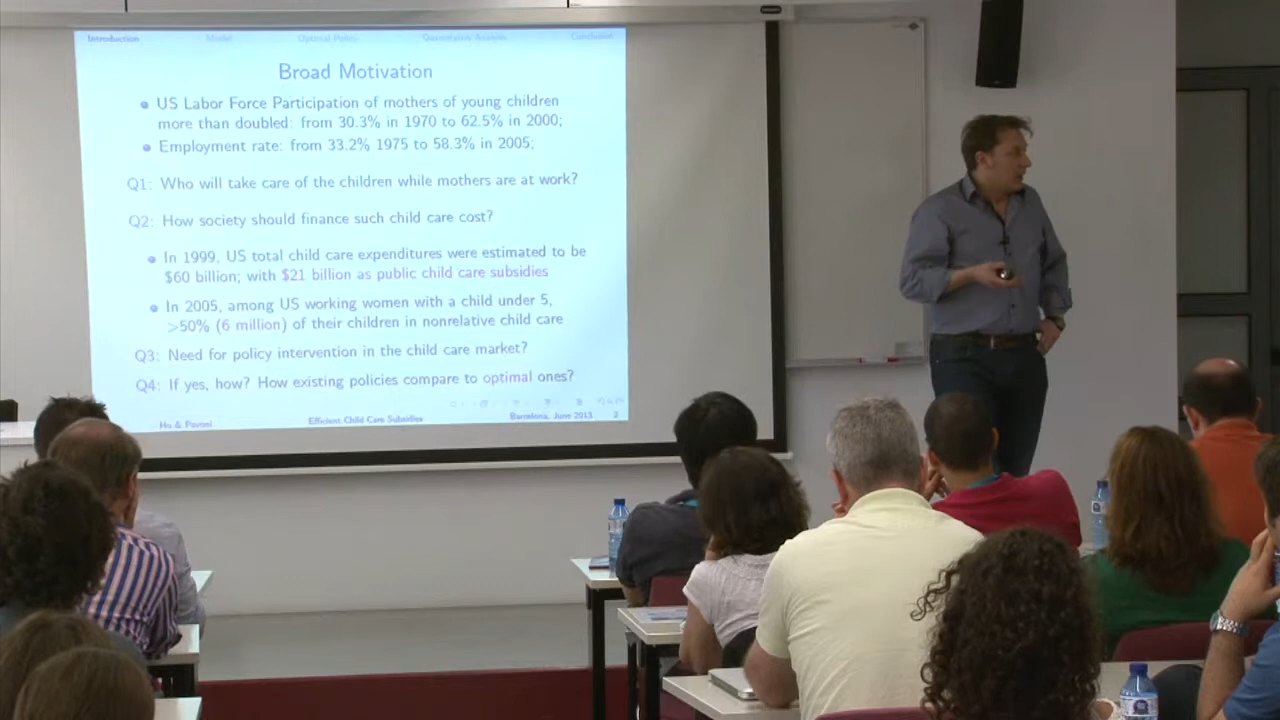 Introduction Model Optimal Policy Quantitative Analysis Conclusion
Broad Motivation
US Labor Force Participation of mothers of young children
more than doubled: from 30.3% in 1970 to 62.5% in 2000;
Employment rate: from 33.2% 1975 to 58.3% in 2005;
Q1: Who will take care of the children while mothers are at work?
Q2: How society should finance such child care cost?
In 1999, US total child care expenditures were estimated to be
$60 billion; with $21 billion as public child care subsidies
In 2005, among US working women with a child under 5,
>50% (6 million) of their children in nonrelative child care
Q3: Need for policy intervention in the child care market?
Q4: If yes, how? How existing policies compare to optimal ones?
Ho & Pavoni Efficient Child Care Subsidies Barcelona, June 2013 2